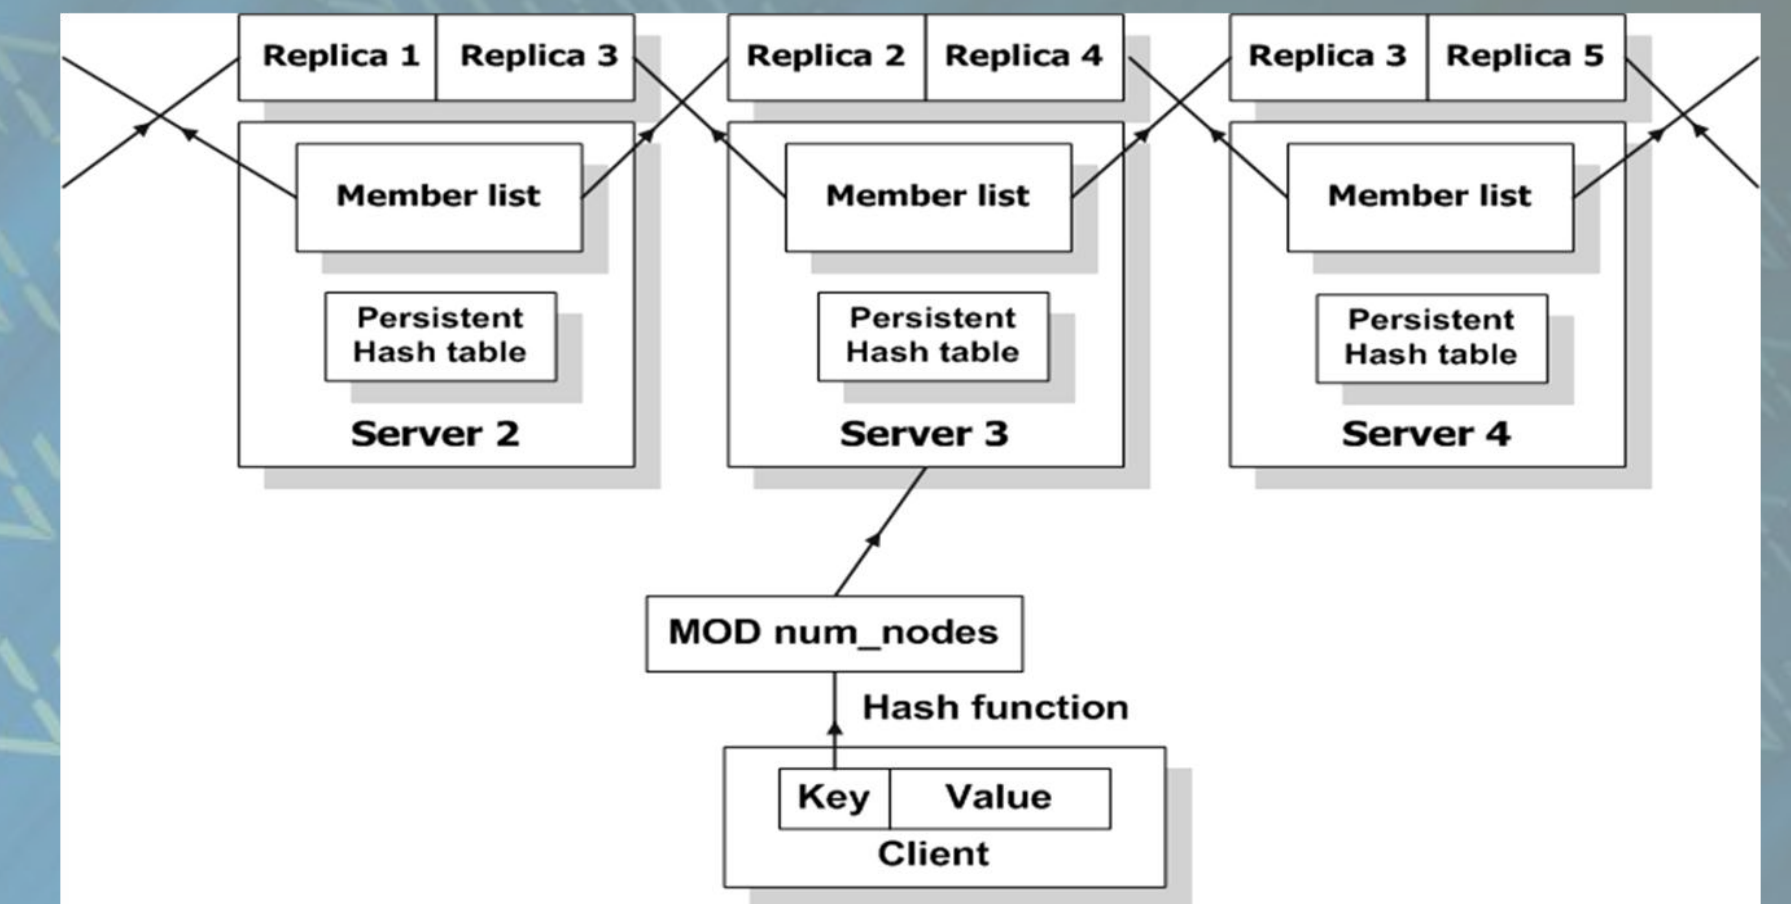 Replica 1 Replica 3 Replica 2 Replica 4 Replica 3 Replica 5
Member list Member list Member list
Persistent Persistent Persistent
Hash table Hash table Hash table
Server 2 Server 3 Server 4
MOD num_nodes
Hash function
Key Value
Client